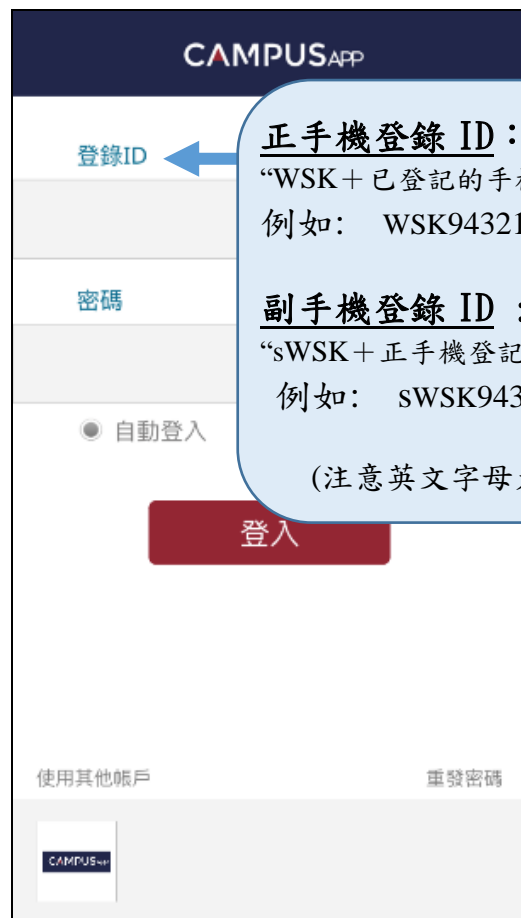 CAMPUSAPP
登錄ID
正手機登錄 ID：
“WSK＋已登記的手
例如: WSK94321
密碼
副手機登錄 ID：
“sWSK＋正手機登記
例如: sWSK943
自動登入
(注意英文字母
登入
使用其他帳戶
重發密碼
CAMPUSAPP